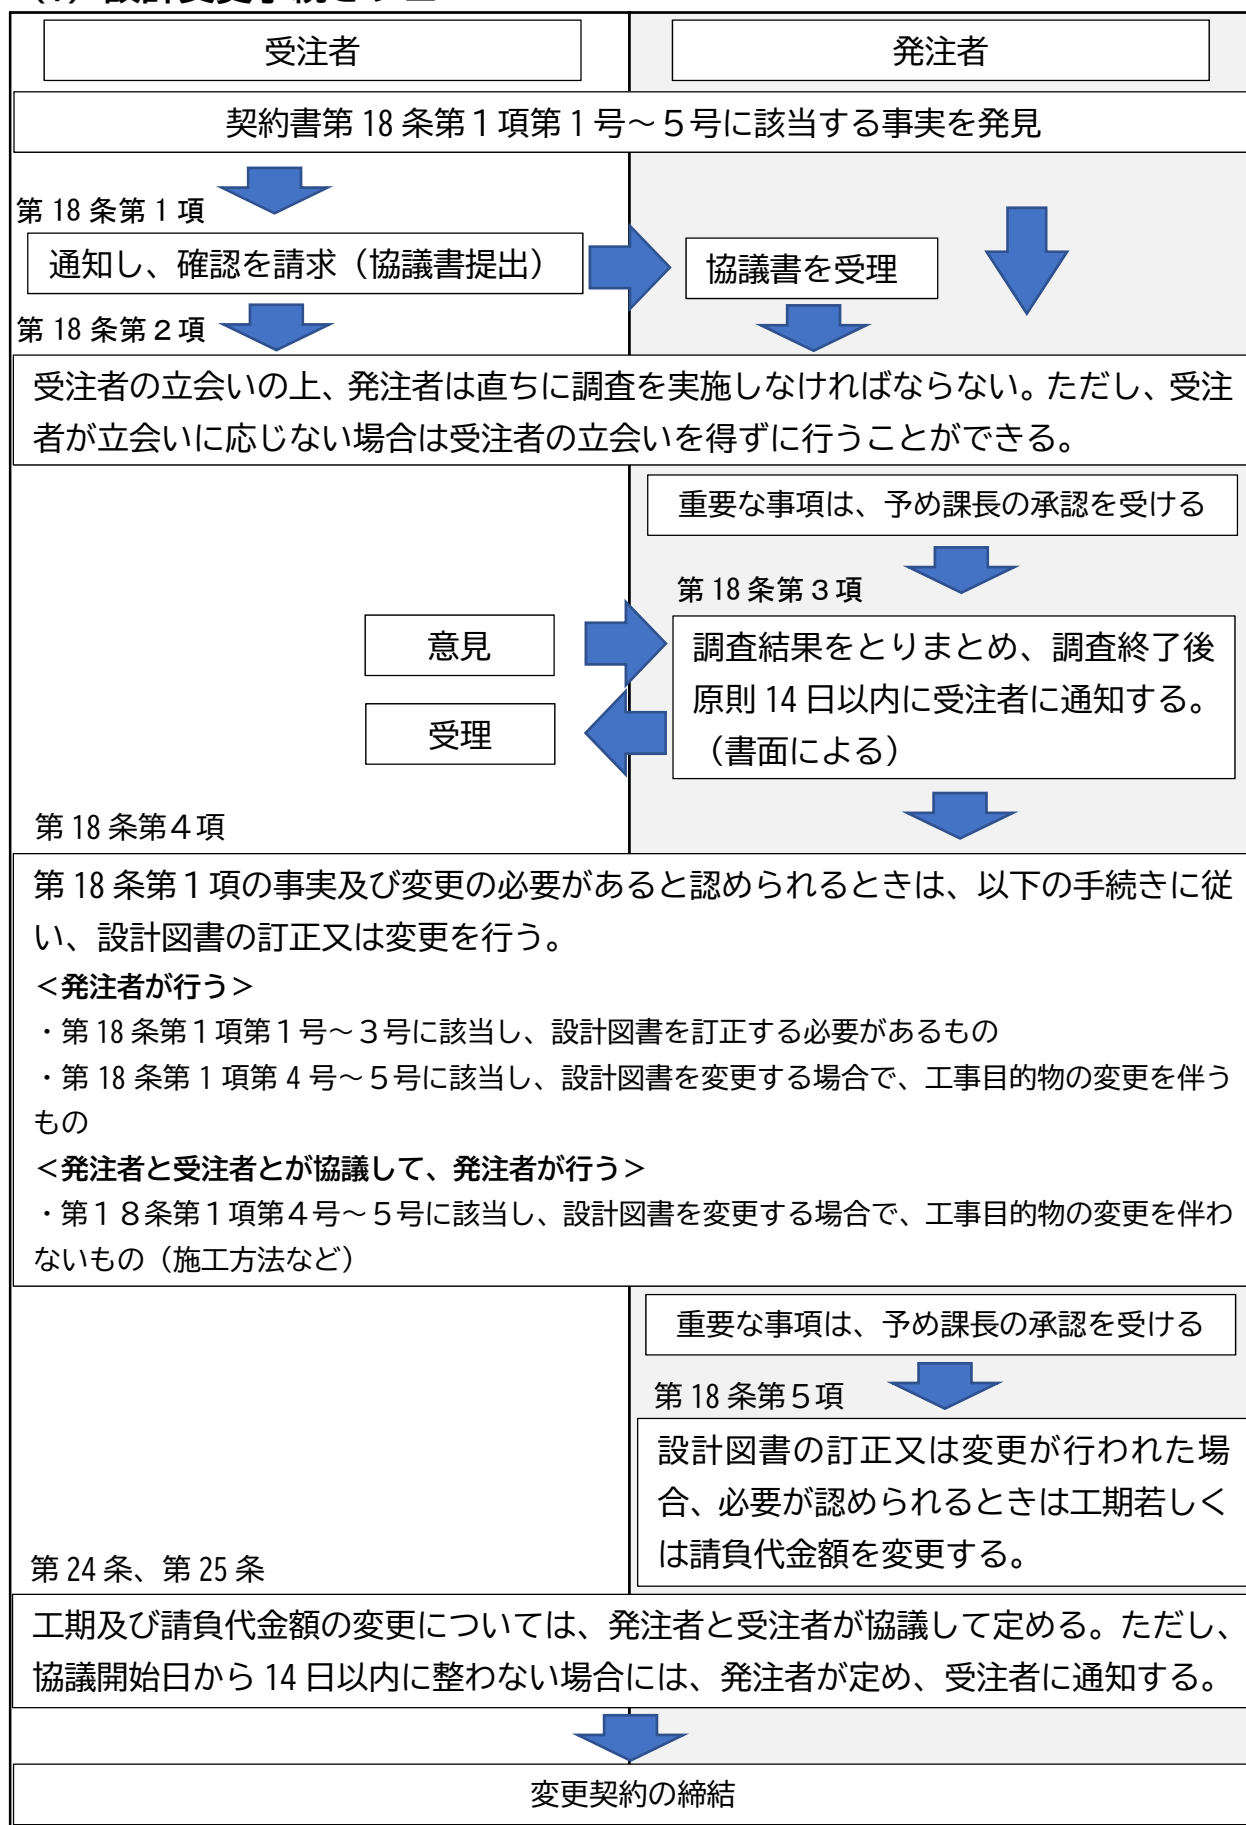 受注者
発注者
契約書第18条第1項第1号～5号に該当する事実を発見
第18条第1項
通知し、確認を請求（協議書提出）
協議書を受理
第18条第2項
受注者の立会いの上、発注者は直ちに調査を実施しなければならない。ただし、受注
者が立会いに応じない場合は受注者の立会いを得ずに行うことができる。
重要な事項は、予め課長の承認を受ける
第18条第3項
意見
調査結果をとりまとめ、調査終了後
原則14日以内に受注者に通知する。
（書面による）
受理
第18条第4項
第18条第1項の事実及び変更の必要があると認められるときは、以下の手続きに従
い、設計図書の訂正又は変更を行う。
＜発注者が行う＞
・第18条第1項第1号～3号に該当し、設計図書を訂正する必要があるもの
・第18条第1項第4号～5号に該当し、設計図書を変更する場合で、工事目的物の変更を伴う
もの
＜発注者と受注者とが協議して、発注者が行う＞
・第１８条第１項第４号～５号に該当し、設計図書を変更する場合で、工事目的物の変更を伴わ
ないもの（施工方法など）
重要な事項は、予め課長の承認を受ける
第18条第5項
設計図書の訂正又は変更が行われた場
合、必要が認められるときは工期若しく
は請負代金額を変更する。
第24条、第25条
工期及び請負代金額の変更については、発注者と受注者が協議して定める。ただし、
協議開始日から14日以内に整わない場合には、発注者が定め、受注者に通知する。
変更契約の締結